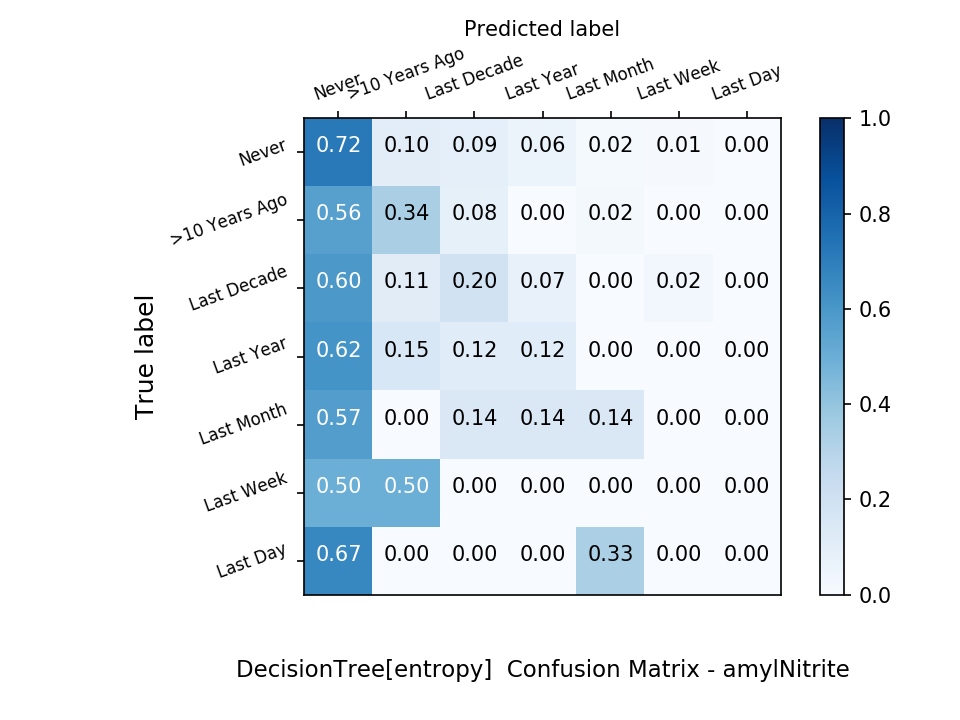 Predicted label
Never >10 Years Ago Last Decade Last Year Last Month Last Week Last Day
Never 0.72 0.10 0.09 0.06 0.02 0.01 0.00
>10 Years Ago 0.56 0.34 0.08 0.00 0.02 0.00 0.00
Last Decade 0.60 0.11 0.20 0.07 0.00 0.02 0.00
Last Year 0.62 0.15 0.12 0.12 0.00 0.00 0.00
Last Month 0.57 0.00 0.14 0.14 0.14 0.00 0.00
Last Week 0.50 0.50 0.00 0.00 0.00 0.00 0.00
Last Day 0.67 0.00 0.00 0.00 0.33 0.00 0.00
True label
1.0
0.8
0.6
0.4
0.2
0.0
DecisionTree[entropy]  Confusion Matrix - amylNitrite